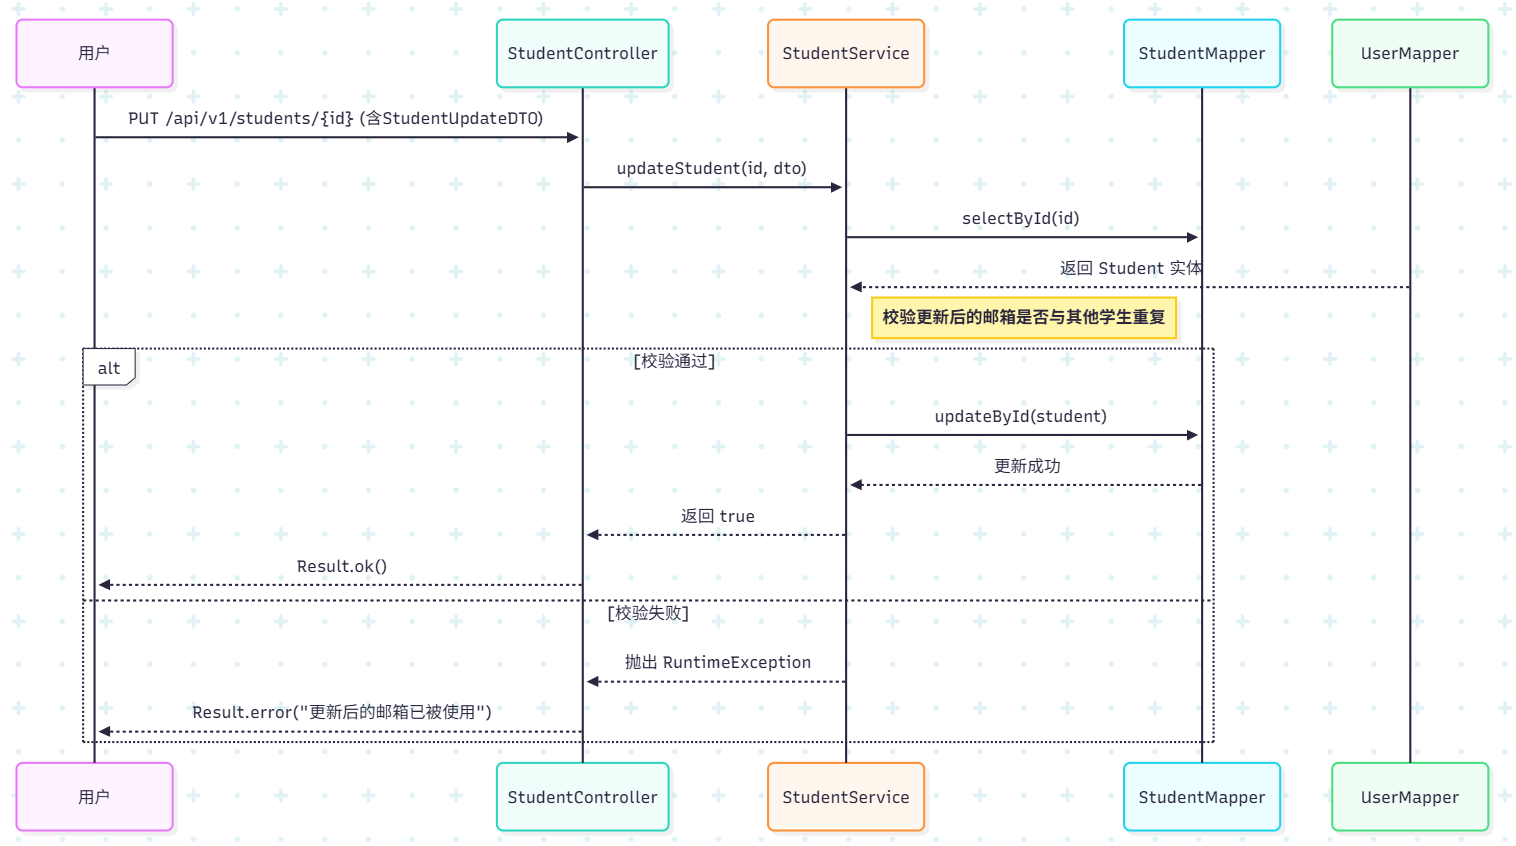 用户
StudentController
StudentService
StudentMapper
UserMapper
PUT /api/v1/students/{id} (含StudentUpdateDTO)
updateStudent(id, dto)
selectById(id)
返回 Student 实体
校验更新后的邮箱是否与其他学生重复
alt
[校验通过]
updateById(student)
更新成功
返回 true
Result.ok()
[校验失败]
抛出 RuntimeException
Result.error("更新后的邮箱已被使用")
用户
StudentController
StudentService
StudentMapper
UserMapper